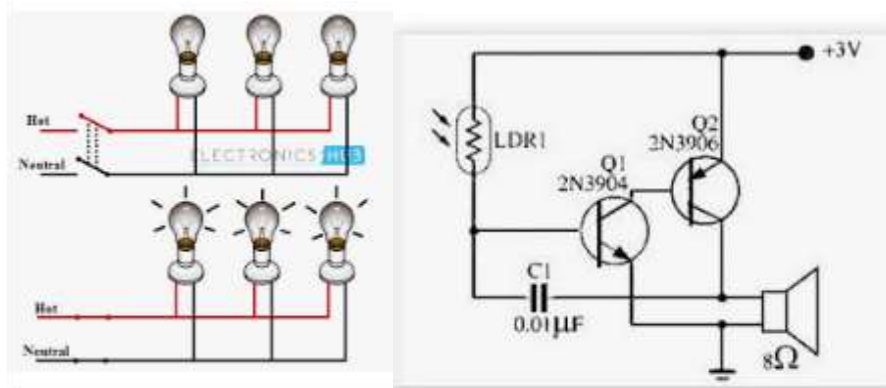 Hot
ELECTRONICS HUB
Neutral
Hot
Neutral
+3V
LDR1
Q2
2N3906
Q1
2N3904
C1
0.01µF
8Ω